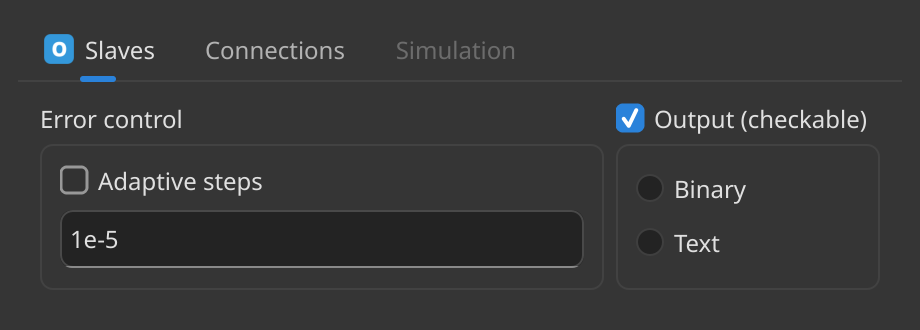 O Slaves Connections Simulation
Error control
Output (checkable)
Adaptive steps
1e-5
Binary
Text